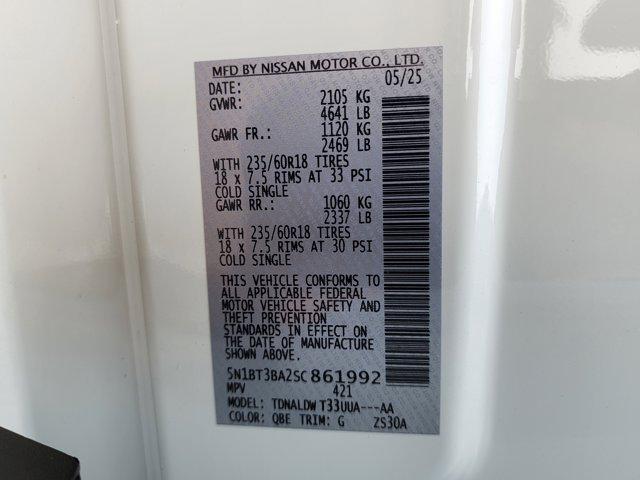 MFD BY NISSAN MOTOR CO., LTD.
DATE: 05/25
GVWR: 2105 KG
4641 LB
GAWR FR.: 1120 KG
2469 LB
WITH 235/60R18 TIRES
18 x 7.5 RIMS AT 33 PSI
COLD SINGLE
GAWR RR.: 1060 KG
2337 LB
WITH 235/60R18 TIRES
18 x 7.5 RIMS AT 30 PSI
COLD SINGLE
THIS VEHICLE CONFORMS TO
ALL APPLICABLE FEDERAL
MOTOR VEHICLE SAFETY AND
THEFT PREVENTION
STANDARDS IN EFFECT ON
THE DATE OF MANUFACTURE
SHOWN ABOVE.
5N1BT3BA2SC861992
MPV 421
MODEL: TDNALDW T33UUA---AA
COLOR: QBE TRIM: G ZS30A